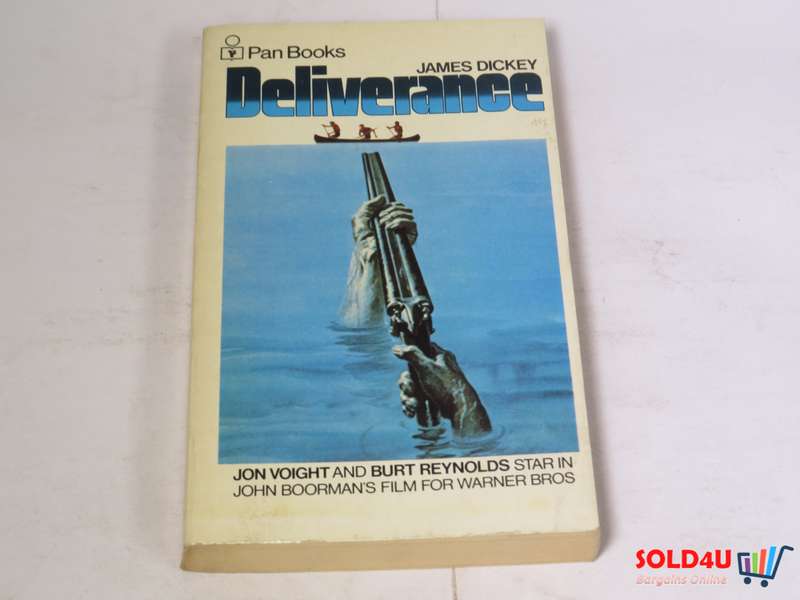 Pan Books
JAMES DICKEY
Deliverance
JON VOIGHT AND BURT REYNOLDS STAR IN
JOHN BOORMAN'S FILM FOR WARNER BROS
SOLD4U
Bargains Online